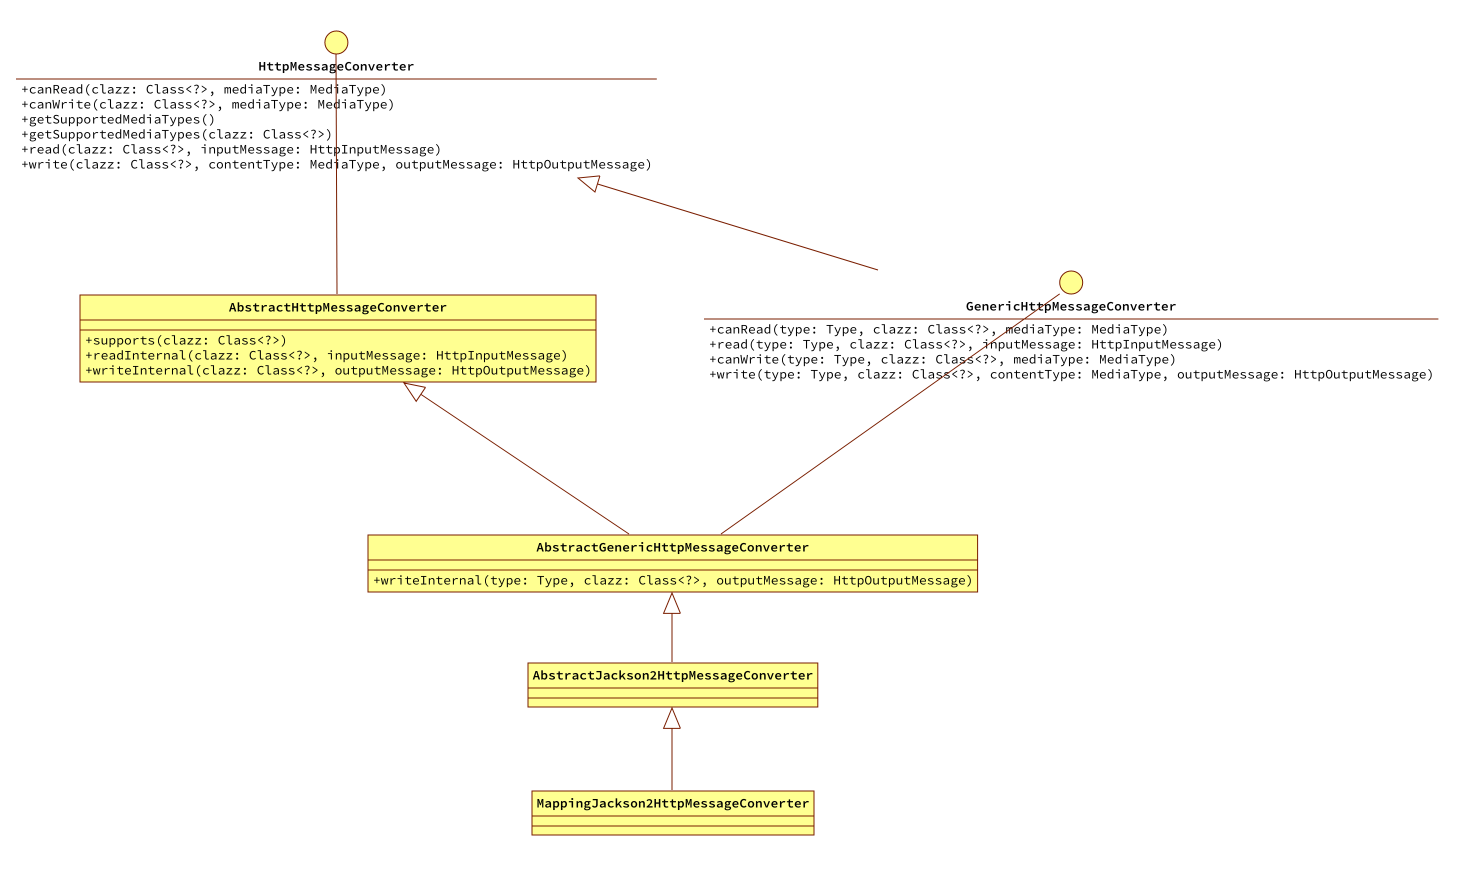 HttpMessageConverter
+canRead(clazz: Class<?>, mediaType: MediaType)
+canWrite(clazz: Class<?>, mediaType: MediaType)
+getSupportedMediaTypes()
+getSupportedMediaTypes(clazz: Class<?>)
+read(clazz: Class<?>, inputMessage: HttpInputMessage)
+write(clazz: Class<?>, contentType: MediaType, outputMessage: HttpOutputMessage)
AbstractHttpMessageConverter
+supports(clazz: Class<?>)
+readInternal(clazz: Class<?>, inputMessage: HttpInputMessage)
+writeInternal(clazz: Class<?>, outputMessage: HttpOutputMessage)
GenericHttpMessageConverter
+canRead(type: Type, clazz: Class<?>, mediaType: MediaType)
+read(type: Type, clazz: Class<?>, inputMessage: HttpInputMessage)
+canWrite(type: Type, clazz: Class<?>, mediaType: MediaType)
+write(type: Type, clazz: Class<?>, contentType: MediaType, outputMessage: HttpOutputMessage)
AbstractGenericHttpMessageConverter
+writeInternal(type: Type, clazz: Class<?>, outputMessage: HttpOutputMessage)
AbstractJackson2HttpMessageConverter
MappingJackson2HttpMessageConverter